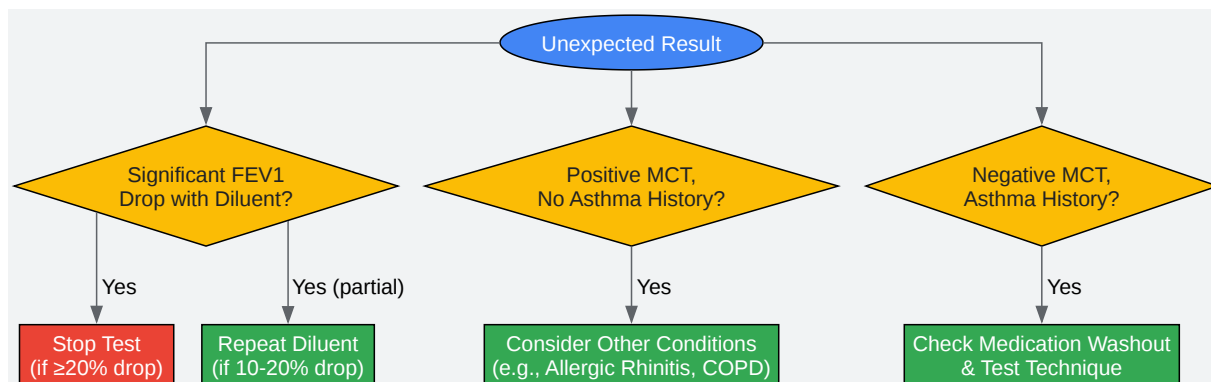 Unexpected Result
Significant FEV1
Drop with Diluent?
Positive MCT,
No Asthma History?
Negative MCT,
Asthma History?
Yes
Yes (partial)
Yes
Yes
Stop Test
(if ≥20% drop)
Repeat Diluent
(if 10-20% drop)
Consider Other Conditions
(e.g., Allergic Rhinitis, COPD)
Check Medication Washout
& Test Technique